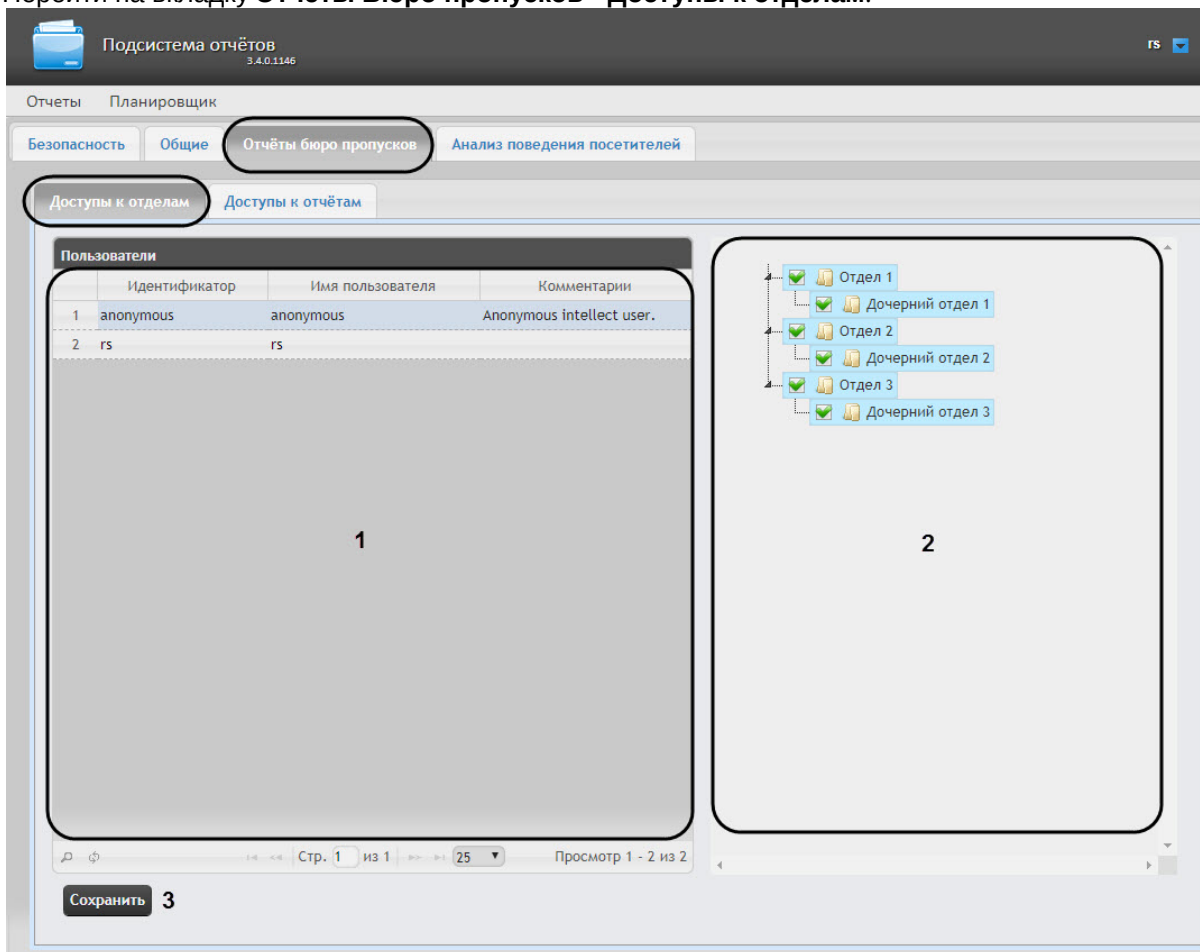 Перейти на вкладку Отчеты Бюро пропусков - Доступы к отделам.
Подсистема отчётов
3.4.0.1146
rs
Отчеты Планировщик
Безопасность Общие Отчёты бюро пропусков Анализ поведения посетителей
Доступы к отделам Доступы к отчётам
Пользователи
Идентификатор Имя пользователя Комментарии
1 anonymous anonymous Anonymous intellect user.
2 rs rs
Отдел 1
Дочерний отдел 1
Отдел 2
Дочерний отдел 2
Отдел 3
Дочерний отдел 3
1
2
Стр. 1 из 1 25 Просмотр 1 - 2 из 2
Сохранить 3